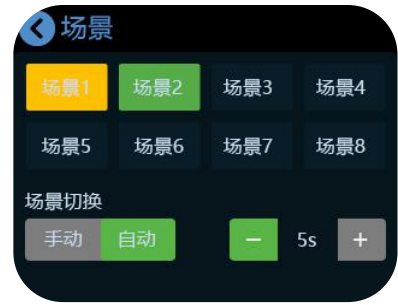 场景
场景1 场景2 场景3 场景4
场景5 场景6 场景7 场景8
场景切换
手动 自动 － 5s +